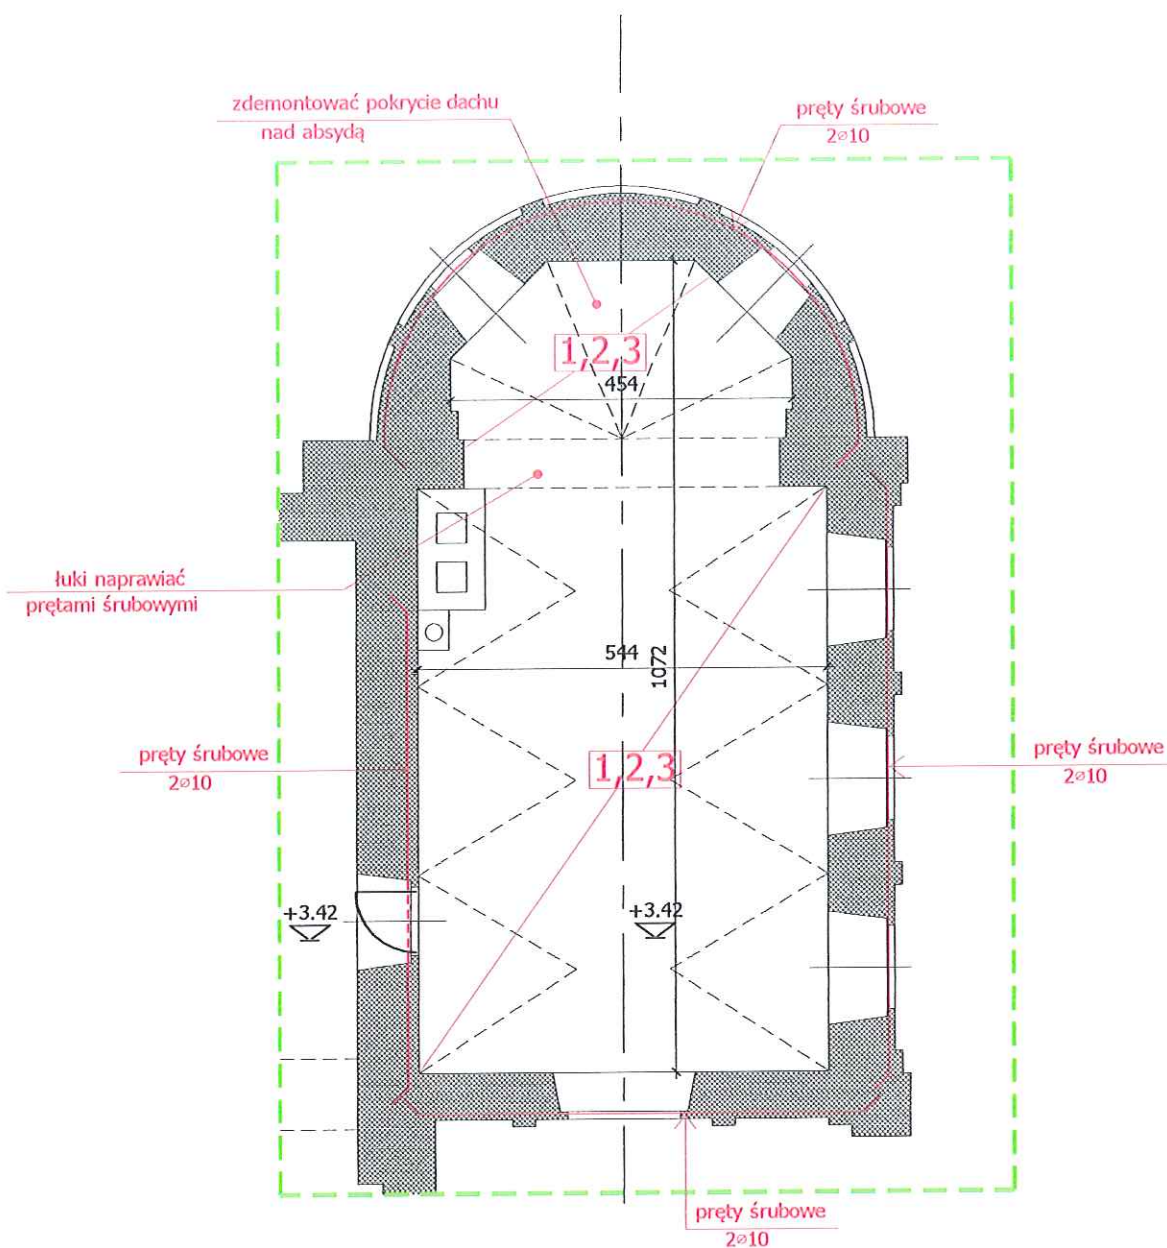 zdemontować pokrycie dachu
nad absydą
pręty śrubowe
2⌀10
1,2,3
454
łuki naprawiać
prętami śrubowymi
544
1072
pręty śrubowe
2⌀10
1,2,3
pręty śrubowe
2⌀10
+3.42
+3.42
pręty śrubowe
2⌀10